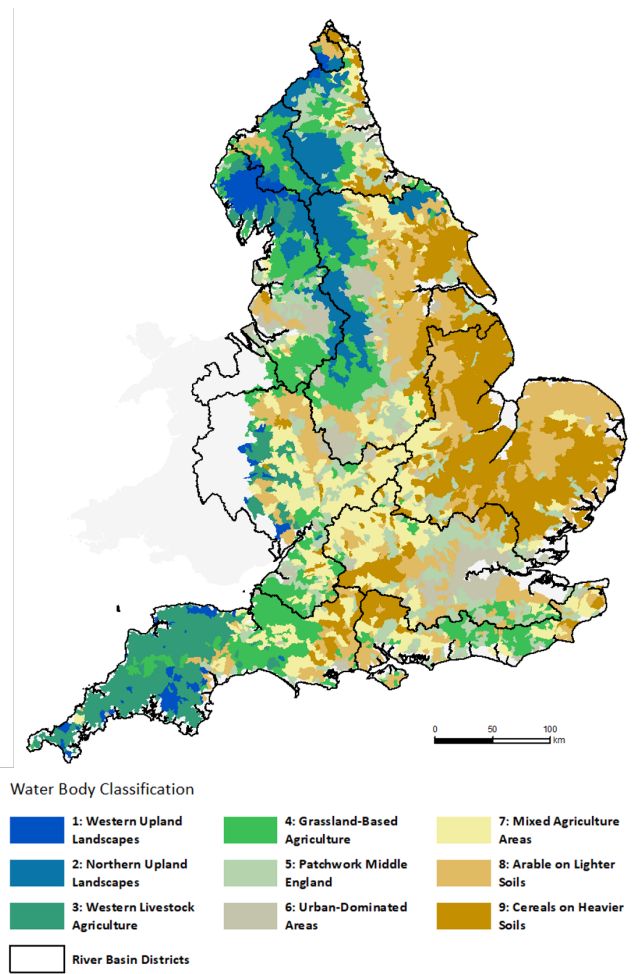 0 50 100
km
Water Body Classification
1: Western Upland
Landscapes
2: Northern Upland
Landscapes
3: Western Livestock
Agriculture
River Basin Districts
4: Grassland-Based
Agriculture
5: Patchwork Middle
England
6: Urban-Dominated
Areas
7: Mixed Agriculture
Areas
8: Arable on Lighter
Soils
9: Cereals on Heavier
Soils